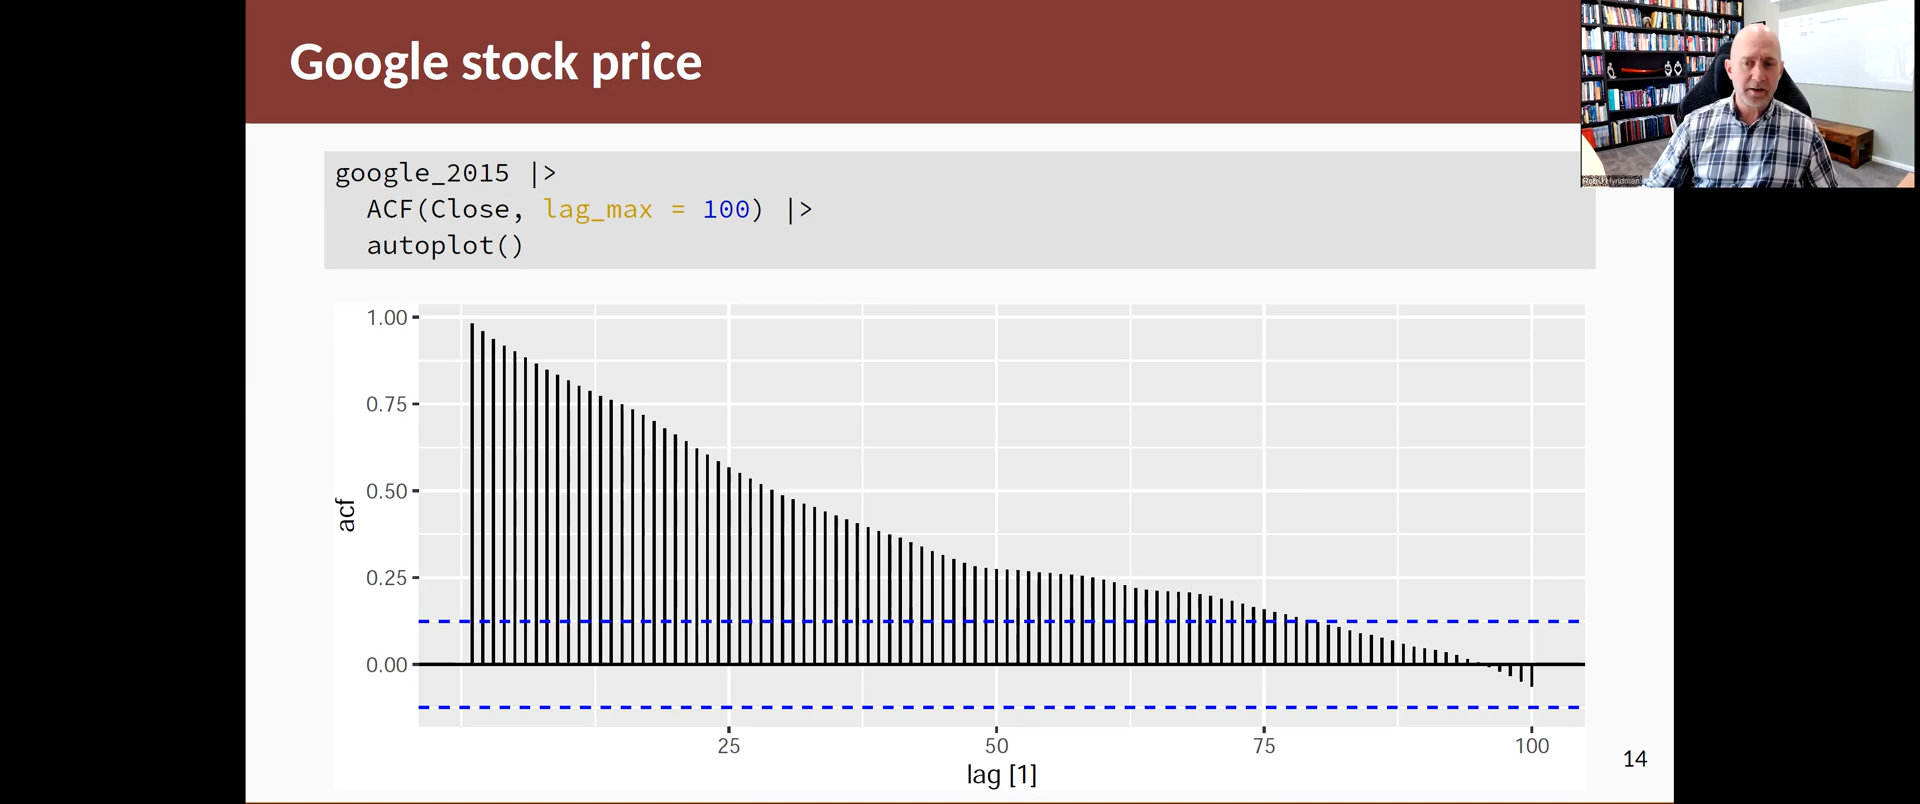 Google stock price
google_2015 |>
ACF(Close, lag_max = 100) |>
autoplot()
1.00
0.75
0.50
0.25
0.00
acf
25 50 75 100
lag [1]
14